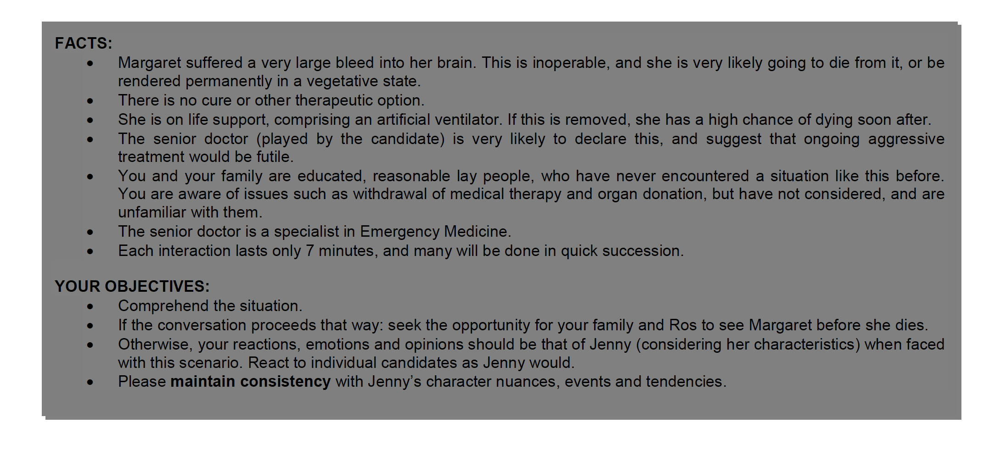 FACTS:
• Margaret suffered a very large bleed into her brain. This is inoperable, and she is very likely going to die from it, or be
rendered permanently in a vegetative state.
• There is no cure or other therapeutic option.
• She is on life support, comprising an artificial ventilator. If this is removed, she has a high chance of dying soon after.
• The senior doctor (played by the candidate) is very likely to declare this, and suggest that ongoing aggressive
treatment would be futile.
• You and your family are educated, reasonable lay people, who have never encountered a situation like this before.
You are aware of issues such as withdrawal of medical therapy and organ donation, but have not considered, and are
unfamiliar with them.
• The senior doctor is a specialist in Emergency Medicine.
• Each interaction lasts only 7 minutes, and many will be done in quick succession.
YOUR OBJECTIVES:
• Comprehend the situation.
• If the conversation proceeds that way: seek the opportunity for your family and Ros to see Margaret before she dies.
• Otherwise, your reactions, emotions and opinions should be that of Jenny (considering her characteristics) when faced
with this scenario. React to individual candidates as Jenny would.
• Please maintain consistency with Jenny’s character nuances, events and tendencies.